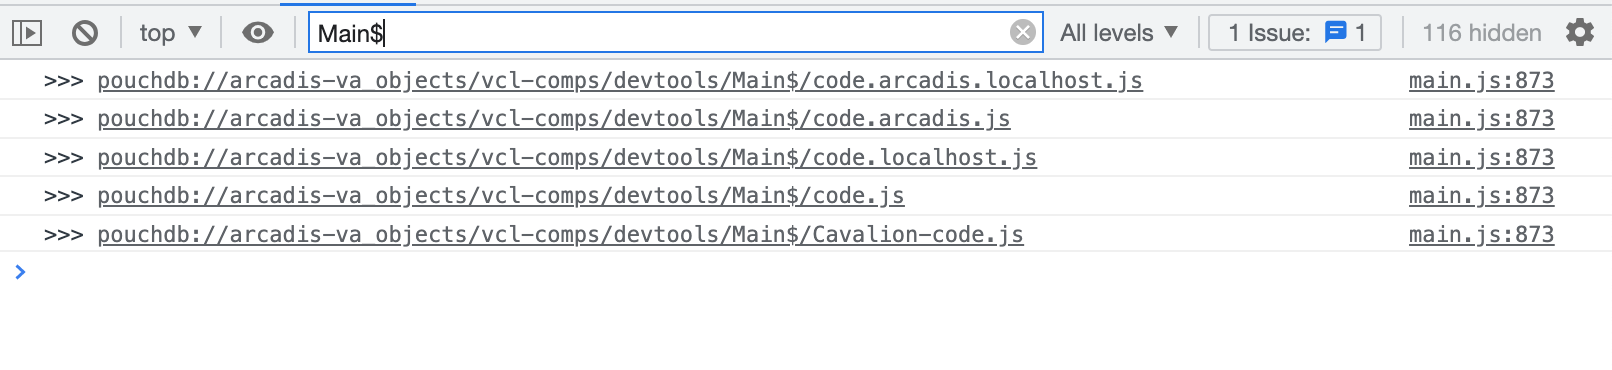 top ▼ Main$ All levels ▼ 1 Issue: 1 116 hidden
>>> pouchdb://arcadis-va_objects/vcl-comps/devtools/Main$/code.arcadis.localhost.js main.js:873
>>> pouchdb://arcadis-va_objects/vcl-comps/devtools/Main$/code.arcadis.js main.js:873
>>> pouchdb://arcadis-va_objects/vcl-comps/devtools/Main$/code.localhost.js main.js:873
>>> pouchdb://arcadis-va_objects/vcl-comps/devtools/Main$/code.js main.js:873
>>> pouchdb://arcadis-va_objects/vcl-comps/devtools/Main$/Cavalion-code.js main.js:873
>